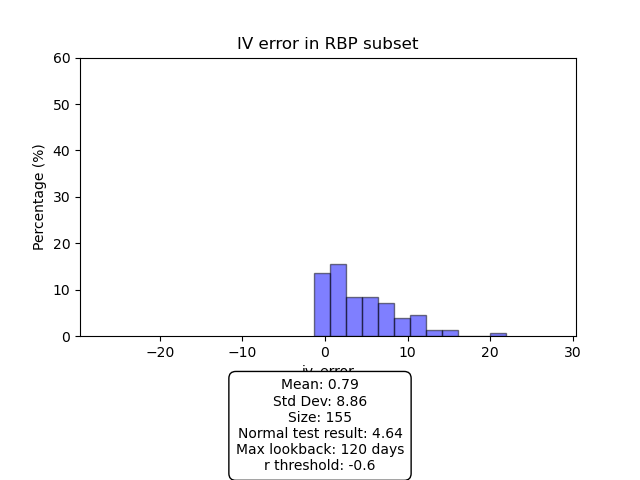 IV error in RBP subset
60
50
40
30
20
10
0
Percentage (%)
−20
−10
0
10
20
30
iv_error
Mean: 0.79
Std Dev: 8.86
Size: 155
Normal test result: 4.64
Max lookback: 120 days
r threshold: -0.6